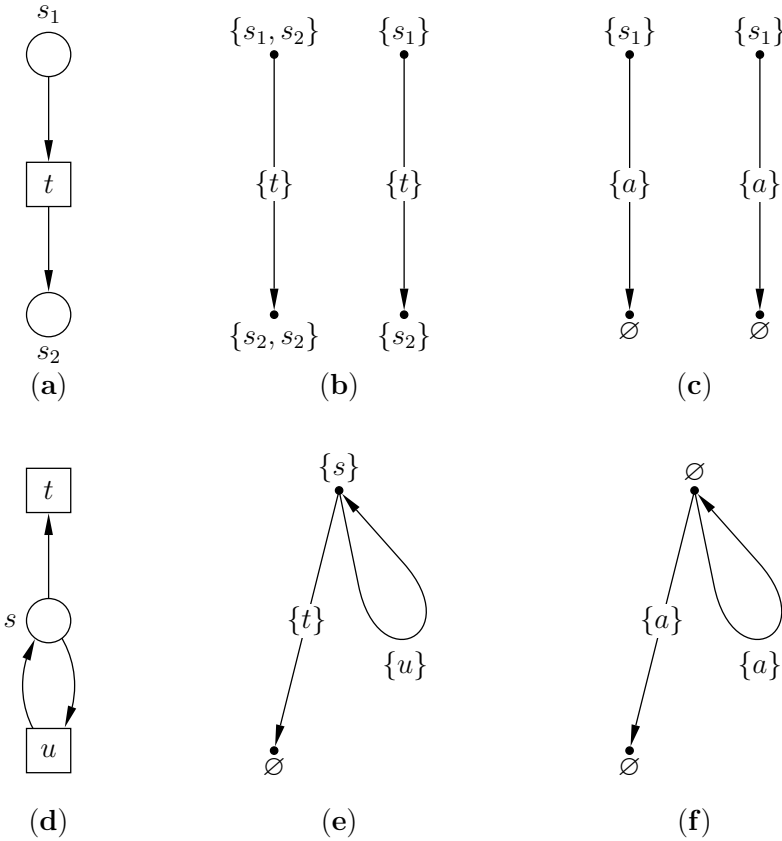 s₁
t
s₂
(a)
{s₁, s₂} {s₁}
{t} {t}
{s₂, s₂} {s₂}
(b)
{s₁} {s₁}
{a} {a}
∅ ∅
(c)
t
s
u
(d)
{s}
{t}
{u}
∅
(e)
∅
{a}
{a}
∅
(f)